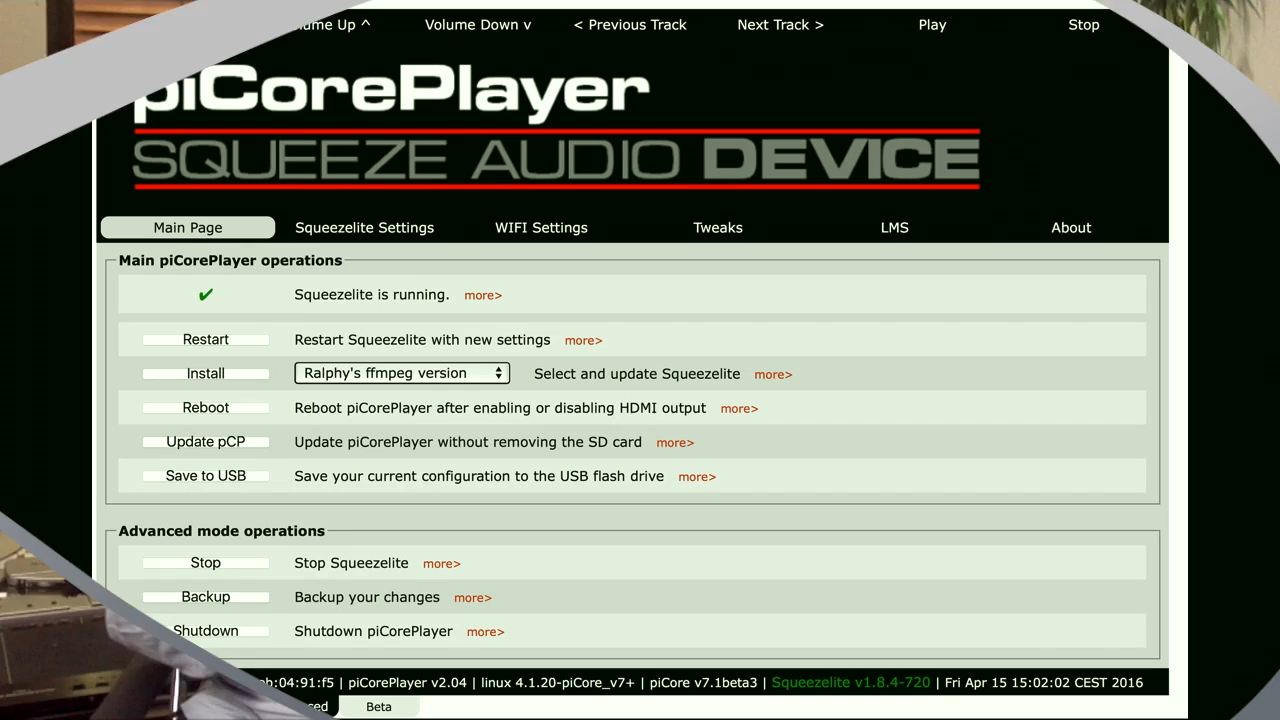 Up ^ Volume Down v < Previous Track Next Track > Play Stop
piCorePlayer
SQUEEZE AUDIO DEVICE
Main Page Squeezelite Settings WIFI Settings Tweaks LMS About
Main piCorePlayer operations
✔ Squeezelite is running. more>
Restart Restart Squeezelite with new settings more>
Install Ralphy's ffmpeg version Select and update Squeezelite more>
Reboot Reboot piCorePlayer after enabling or disabling HDMI output more>
Update pCP Update piCorePlayer without removing the SD card more>
Save to USB Save your current configuration to the USB flash drive more>
Advanced mode operations
Stop Stop Squeezelite more>
Backup Backup your changes more>
Shutdown Shutdown piCorePlayer more>
:04:91:f5 | piCorePlayer v2.04 | linux 4.1.20-piCore_v7+ | piCore v7.1beta3 | Squeezelite v1.8.4-720 | Fri Apr 15 15:02:02 CEST 2016
Beta